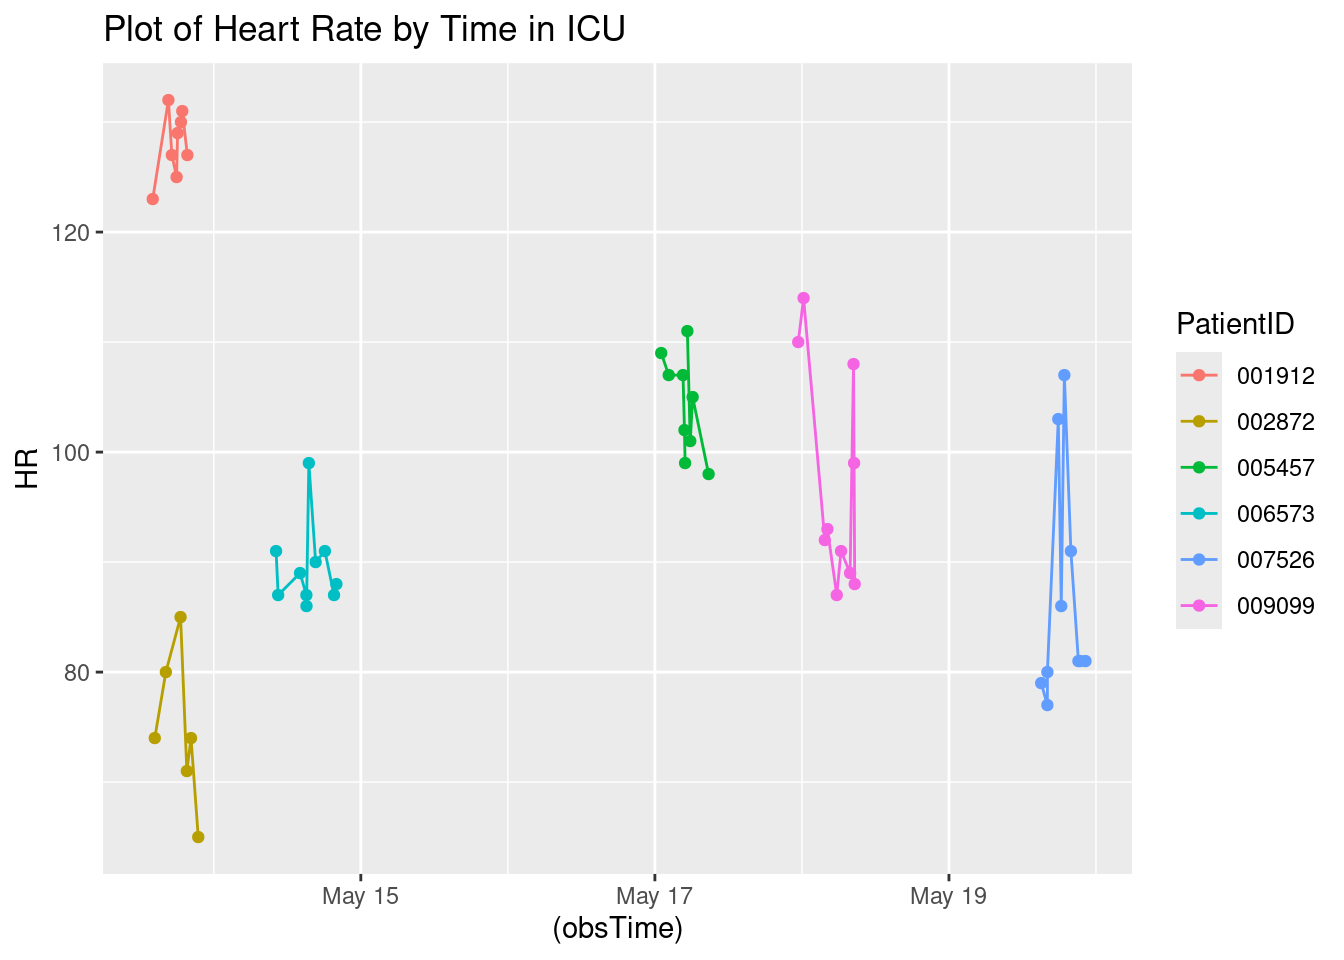 Plot of Heart Rate by Time in ICU
120
100
80
HR
May 15
May 17
May 19
(obsTime)
PatientID
001912
002872
005457
006573
007526
009099